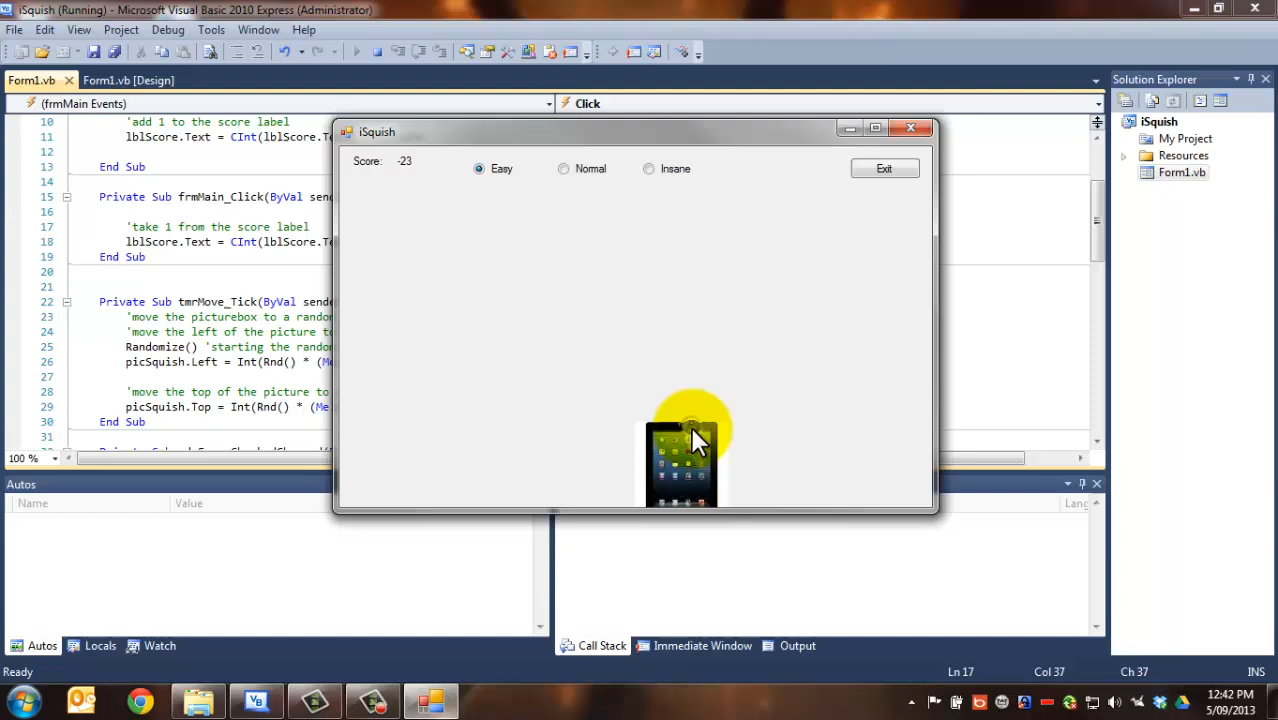 iSquish (Running) - Microsoft Visual Basic 2010 Express (Administrator)
File Edit View Project Debug Tools Window Help
Form1.vb Form1.vb [Design]
Solution Explorer
(frmMain Events) Click
iSquish
My Project
Resources
Form1.vb
10 'add 1 to the score label
11 lblScore.Text = CInt(lblScore.Te
12
13 End Sub
14
15 Private Sub frmMain_Click(ByVal send
16
17 'take 1 from the score label
18 lblScore.Text = CInt(lblScore.Te
19 End Sub
20
21
22 Private Sub tmrMove_Tick(ByVal sende
23 'move the picturebox to a rando
24 'move the left of the picture to
25 Randomize() 'starting the rando
26 picSquish.Left = Int(Rnd() * (Me
27
28 'move the top of the picture to
29 picSquish.Top = Int(Rnd() * (Me
30 End Sub
31
100 %
iSquish
Score: -23 Easy Normal Insane Exit
Autos
Name Value
Lang
Autos Locals Watch
Call Stack Immediate Window Output
Ready Ln 17 Col 37 Ch 37 INS
12:42 PM
5/09/2013